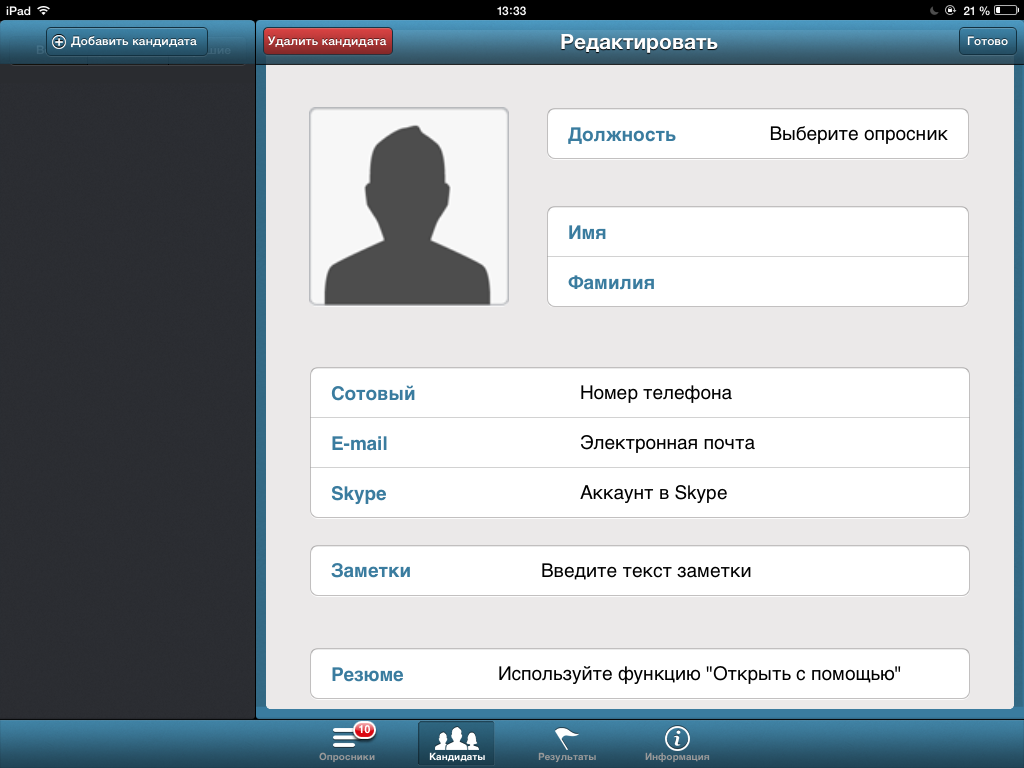 iPad 13:33 21 %
Добавить кандидата Удалить кандидата Редактировать Готово
Должность Выберите опросник
Имя
Фамилия
Сотовый Номер телефона
E-mail Электронная почта
Skype Аккаунт в Skype
Заметки Введите текст заметки
Резюме Используйте функцию "Открыть с помощью"
10
Опросники Кандидаты Результаты Информация